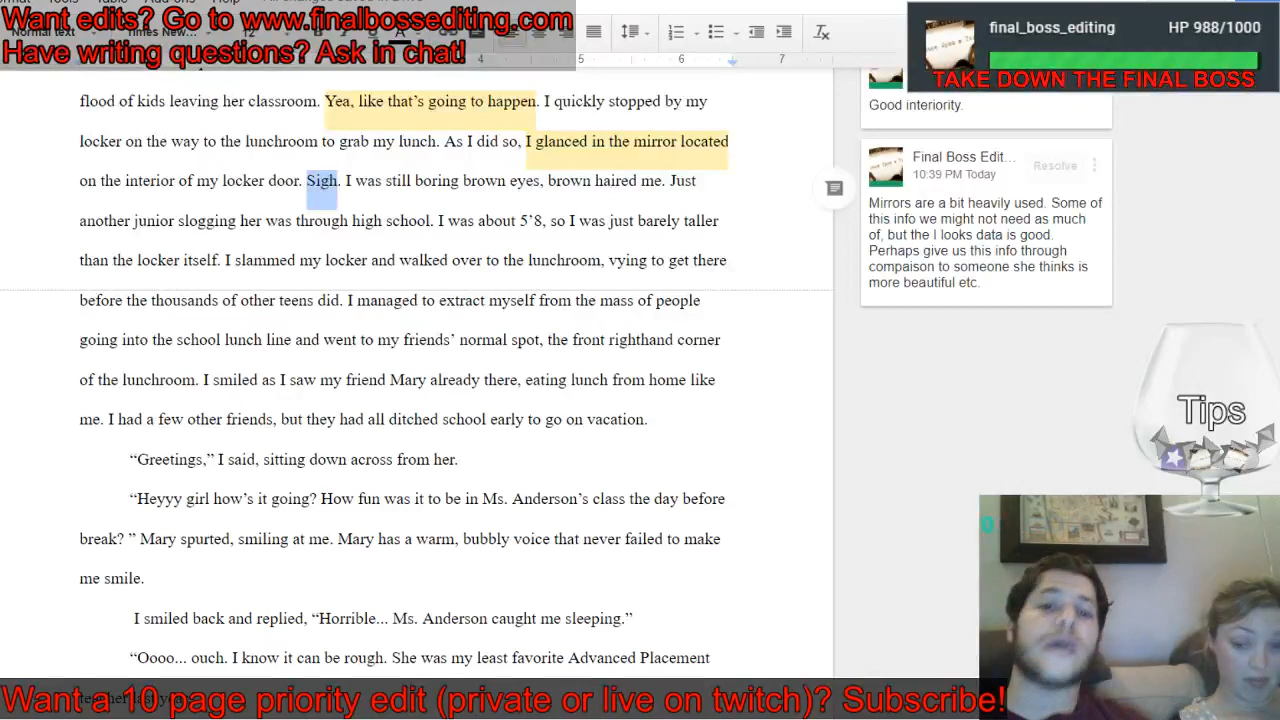 Want edits? Go to www.finalbossediting.com
Have writing questions? Ask in chat!
final_boss_editing HP 988/1000
TAKE DOWN THE FINAL BOSS
4 5 6 7
flood of kids leaving her classroom. Yea, like that's going to happen. I quickly stopped by my
locker on the way to the lunchroom to grab my lunch. As I did so, I glanced in the mirror located
on the interior of my locker door. Sigh. I was still boring brown eyes, brown haired me. Just
another junior slogging her was through high school. I was about 5'8, so I was just barely taller
than the locker itself. I slammed my locker and walked over to the lunchroom, vying to get there
before the thousands of other teens did. I managed to extract myself from the mass of people
going into the school lunch line and went to my friends' normal spot, the front righthand corner
of the lunchroom. I smiled as I saw my friend Mary already there, eating lunch from home like
me. I had a few other friends, but they had all ditched school early to go on vacation.
“Greetings,” I said, sitting down across from her.
“Heyyy girl how's it going? How fun was it to be in Ms. Anderson's class the day before
break? ” Mary spurted, smiling at me. Mary has a warm, bubbly voice that never failed to make
me smile.
I smiled back and replied, “Horrible... Ms. Anderson caught me sleeping.”
“Oooo... ouch. I know it can be rough. She was my least favorite Advanced Placement
Good interiority.
Final Boss Edit... Resolve
10:39 PM Today
Mirrors are a bit heavily used. Some of
this info we might not need as much
of, but the I looks data is good.
Perhaps give us this info through
compaison to someone she thinks is
more beautiful etc.
Tips
0
Want a 10 page priority edit (private or live on twitch)? Subscribe!